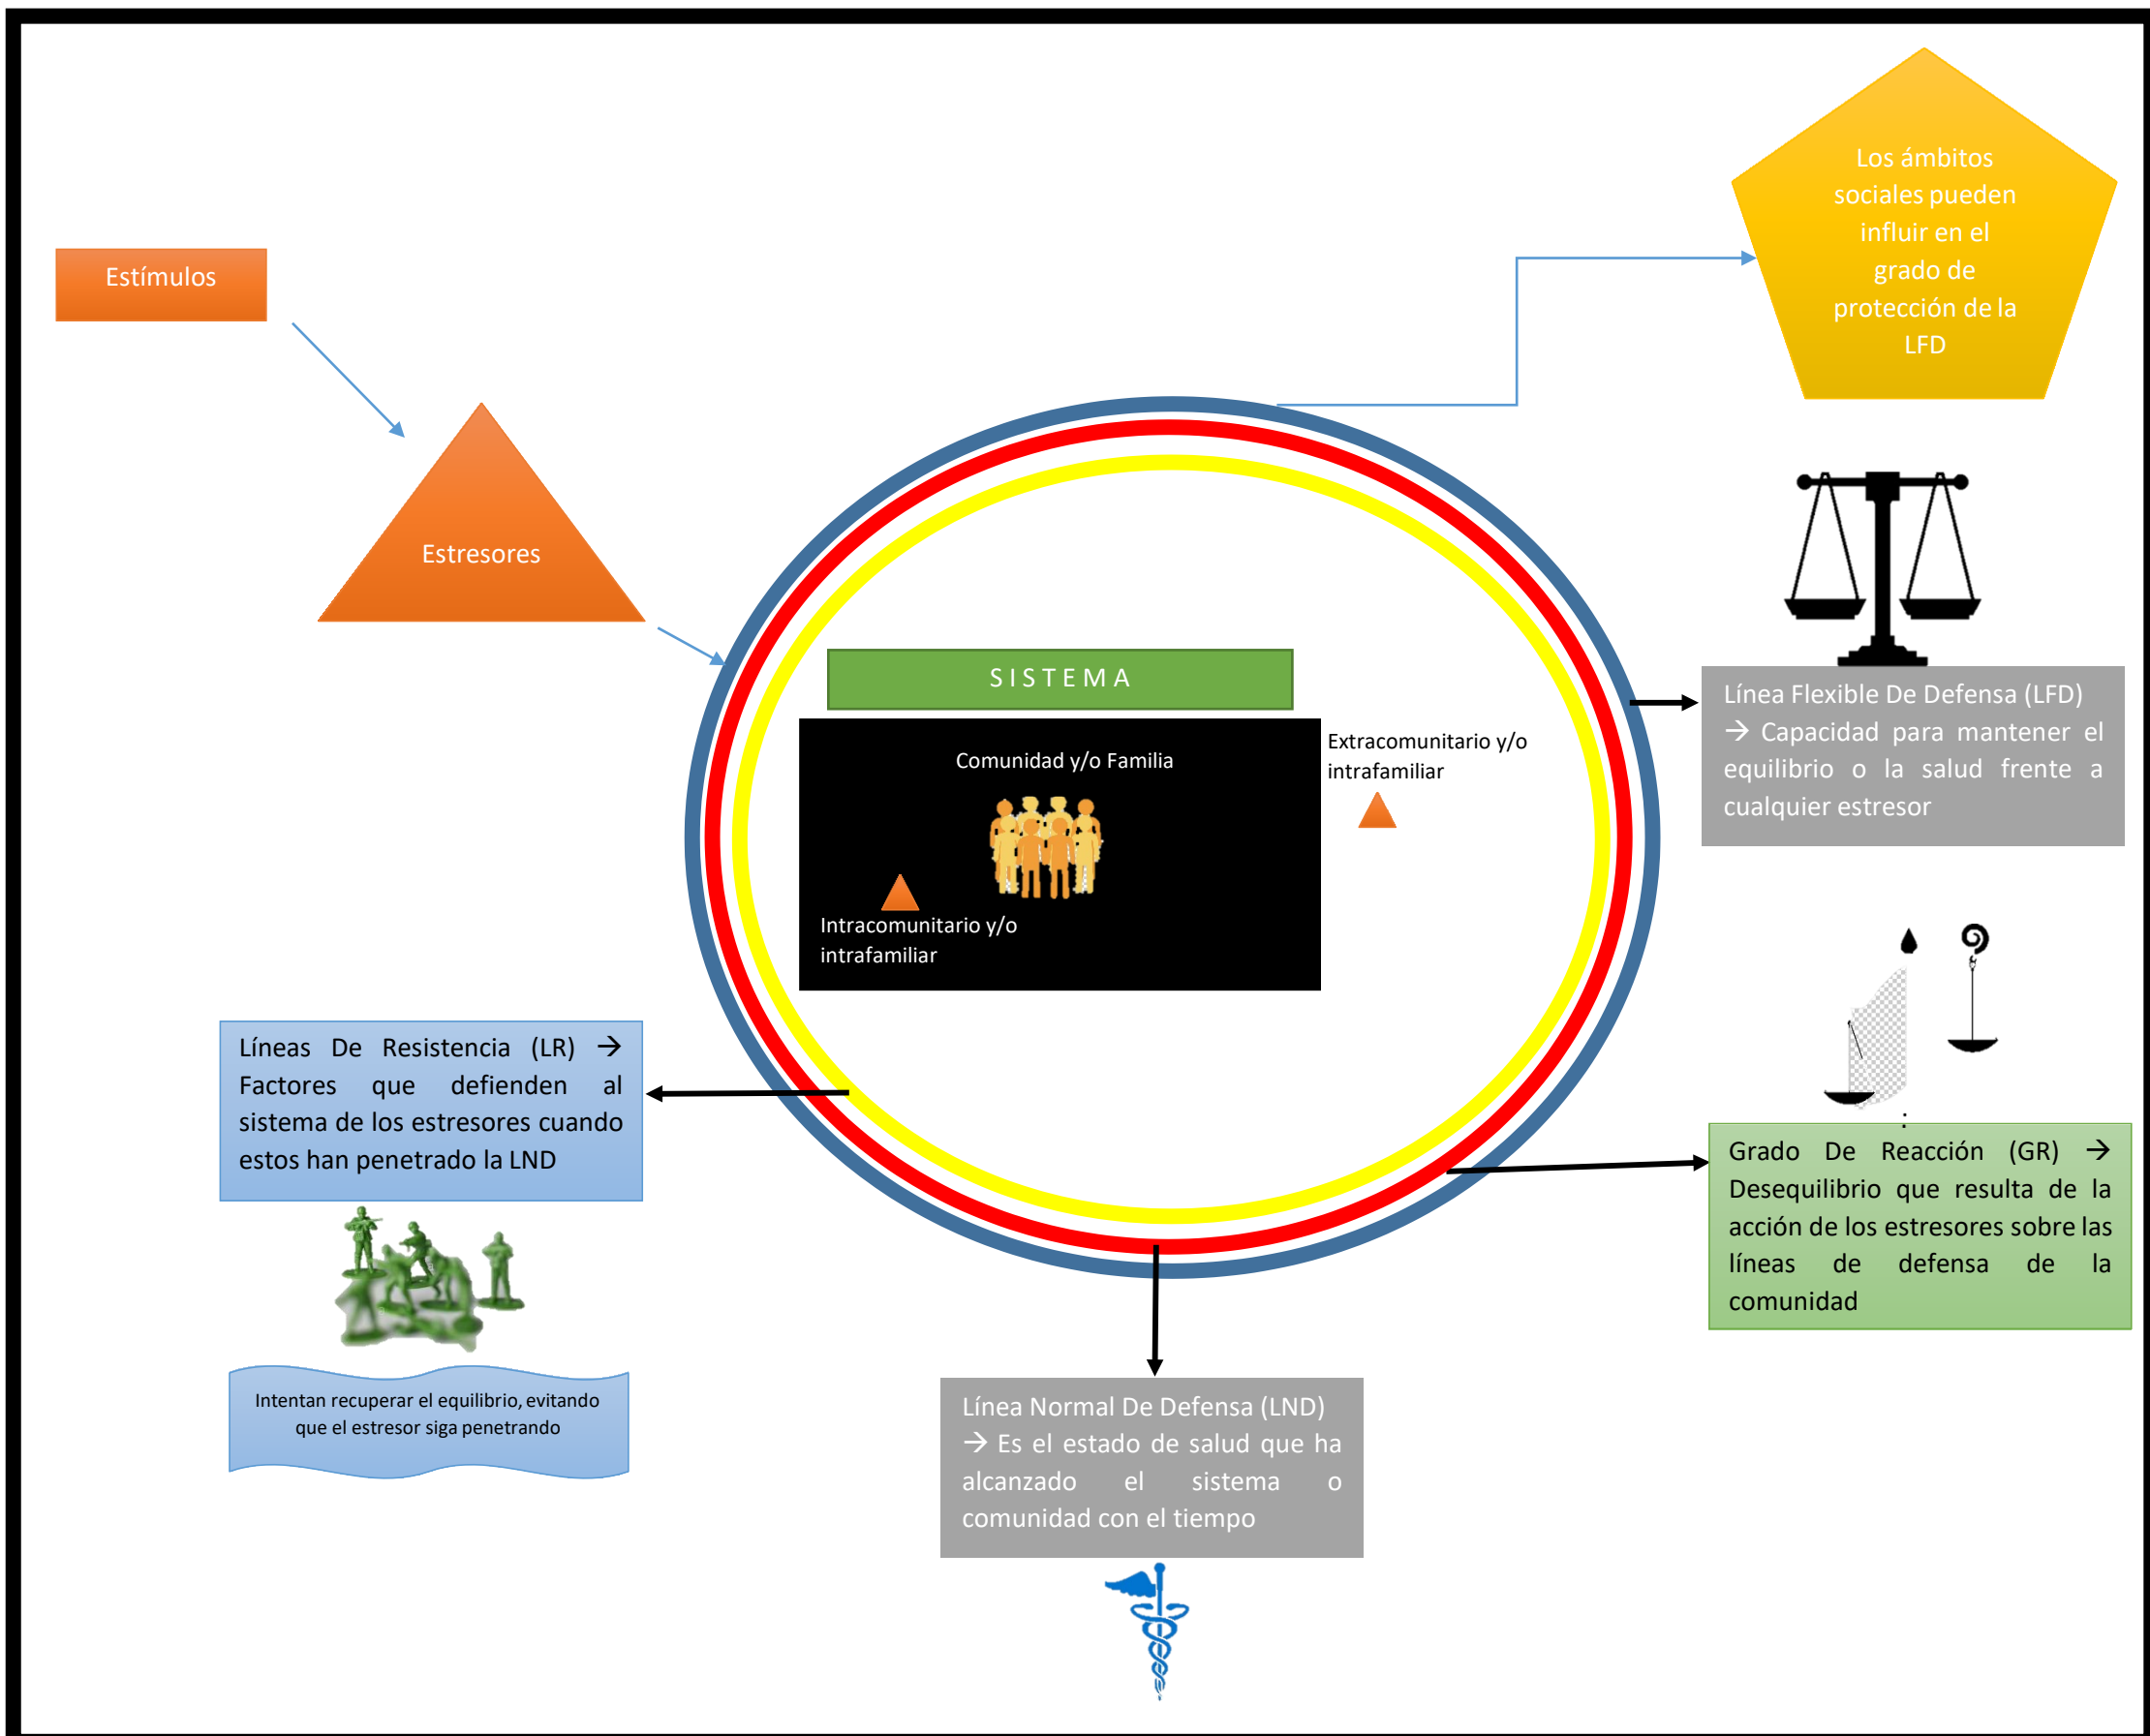 Los ámbitos
sociales pueden
influir en el
grado de
protección de la
LFD
Estímulos
Estresores
S I S T E M A
Línea Flexible De Defensa (LFD)
→ Capacidad para mantener el
equilibrio o la salud frente a
cualquier estresor
Comunidad y/o Familia
Extracomunitario y/o
intrafamiliar
Intracomunitario y/o
intrafamiliar
Líneas De Resistencia (LR) →
Factores que defienden al
sistema de los estresores cuando
estos han penetrado la LND
Grado De Reacción (GR) →
Desequilibrio que resulta de la
acción de los estresores sobre las
líneas de defensa de la
comunidad
Intentan recuperar el equilibrio, evitando
que el estresor siga penetrando
Línea Normal De Defensa (LND)
→ Es el estado de salud que ha
alcanzado el sistema o
comunidad con el tiempo